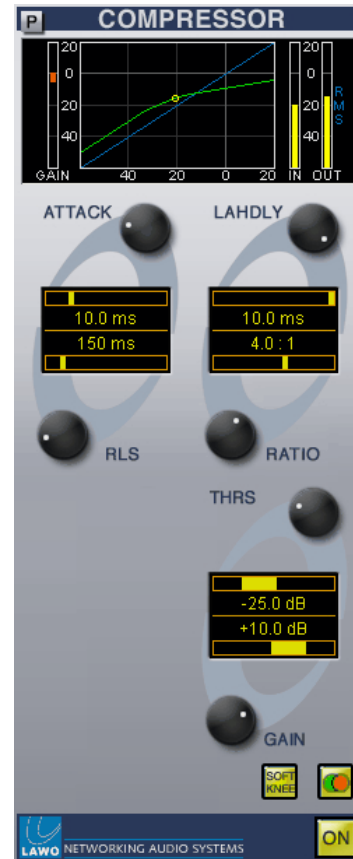 P COMPRESSOR
20 20
0 0
20 20
40 40
R
M
S
GAIN 40 20 0 20 IN OUT
ATTACK LAHDLY
10.0 ms 10.0 ms
150 ms 4.0 : 1
RLS RATIO
THRS
-25.0 dB
+10.0 dB
GAIN
SOFT
KNEE
LAWO NETWORKING AUDIO SYSTEMS ON